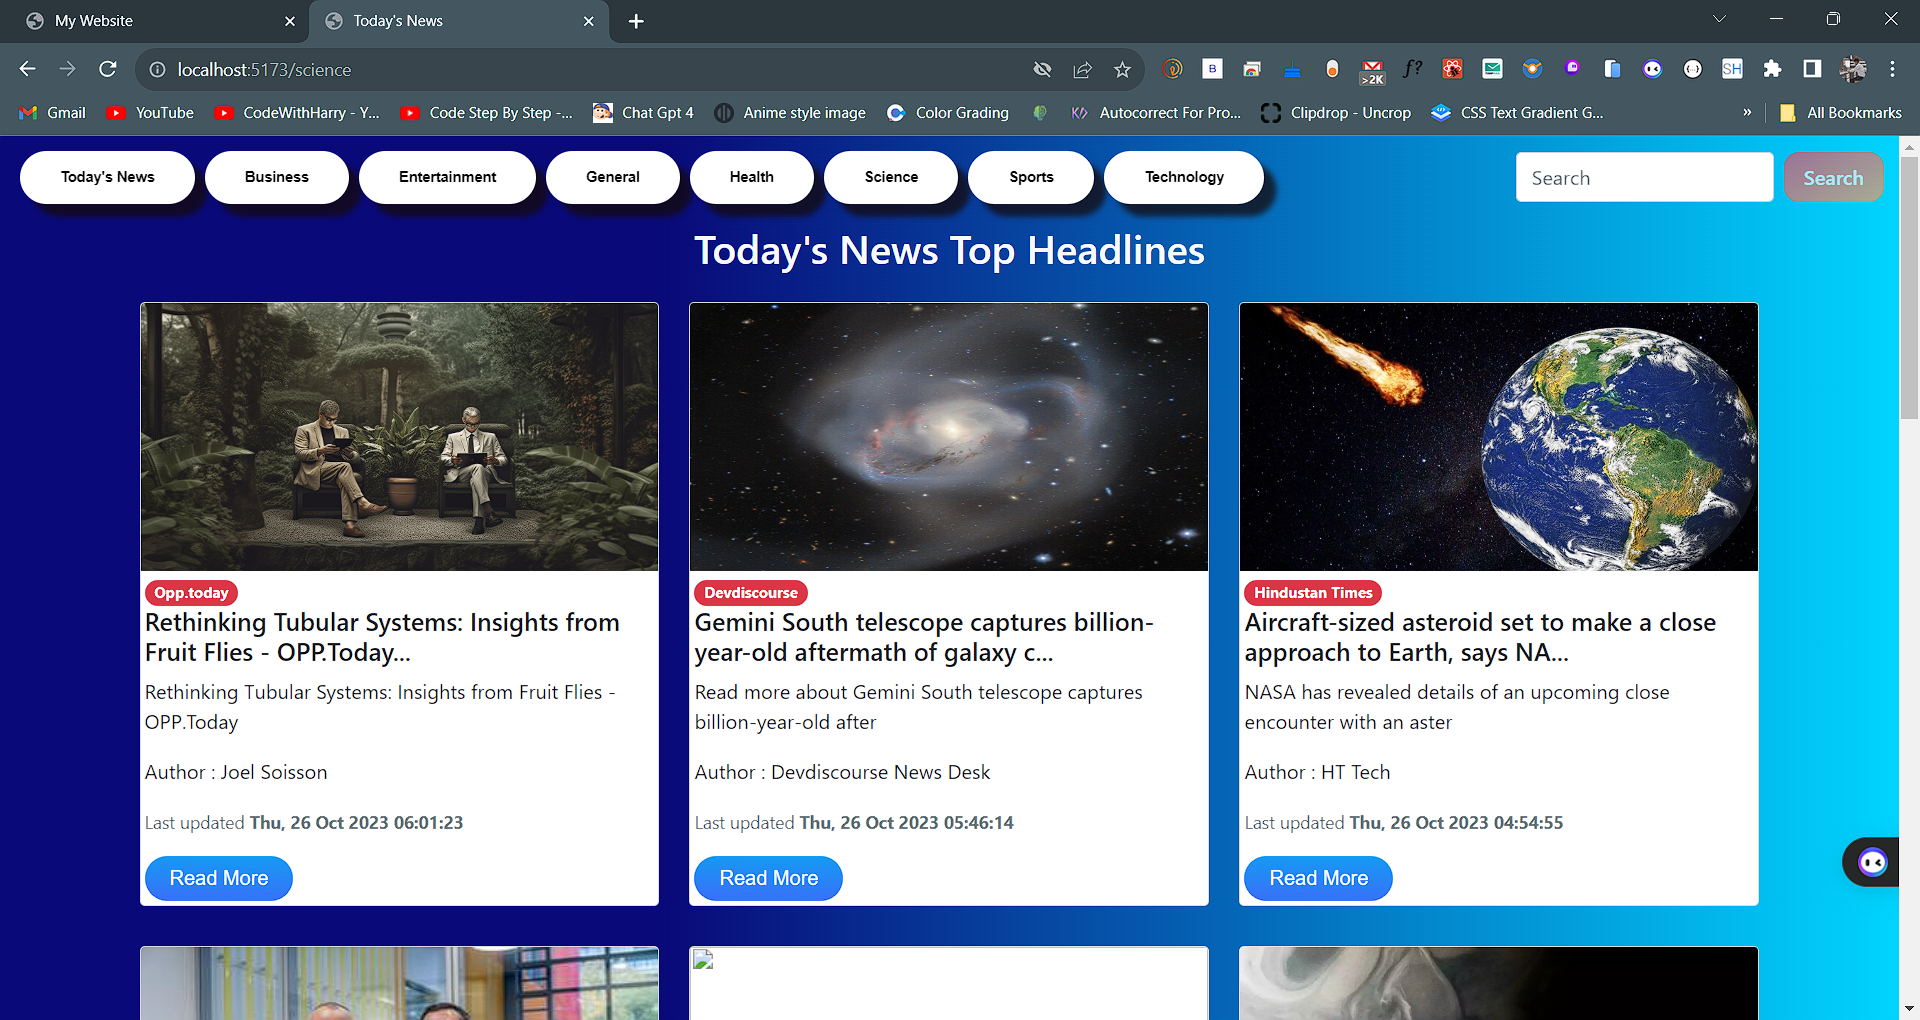 My Website
Today's News
localhost:5173/science
B
>2K
f?
SH
Gmail
YouTube
CodeWithHarry - Y...
Code Step By Step -...
Chat Gpt 4
Anime style image
Color Grading
Autocorrect For Pro...
Clipdrop - Uncrop
CSS Text Gradient G...
»
All Bookmarks
Today's News
Business
Entertainment
General
Health
Science
Sports
Technology
Search
Search
Today's News Top Headlines
Opp.today
Rethinking Tubular Systems: Insights from
Fruit Flies - OPP.Today...
Rethinking Tubular Systems: Insights from Fruit Flies -
OPP.Today
Author : Joel Soisson
Last updated Thu, 26 Oct 2023 06:01:23
Read More
Devdiscourse
Gemini South telescope captures billion-
year-old aftermath of galaxy c...
Read more about Gemini South telescope captures
billion-year-old after
Author : Devdiscourse News Desk
Last updated Thu, 26 Oct 2023 05:46:14
Read More
Hindustan Times
Aircraft-sized asteroid set to make a close
approach to Earth, says NA...
NASA has revealed details of an upcoming close
encounter with an aster
Author : HT Tech
Last updated Thu, 26 Oct 2023 04:54:55
Read More